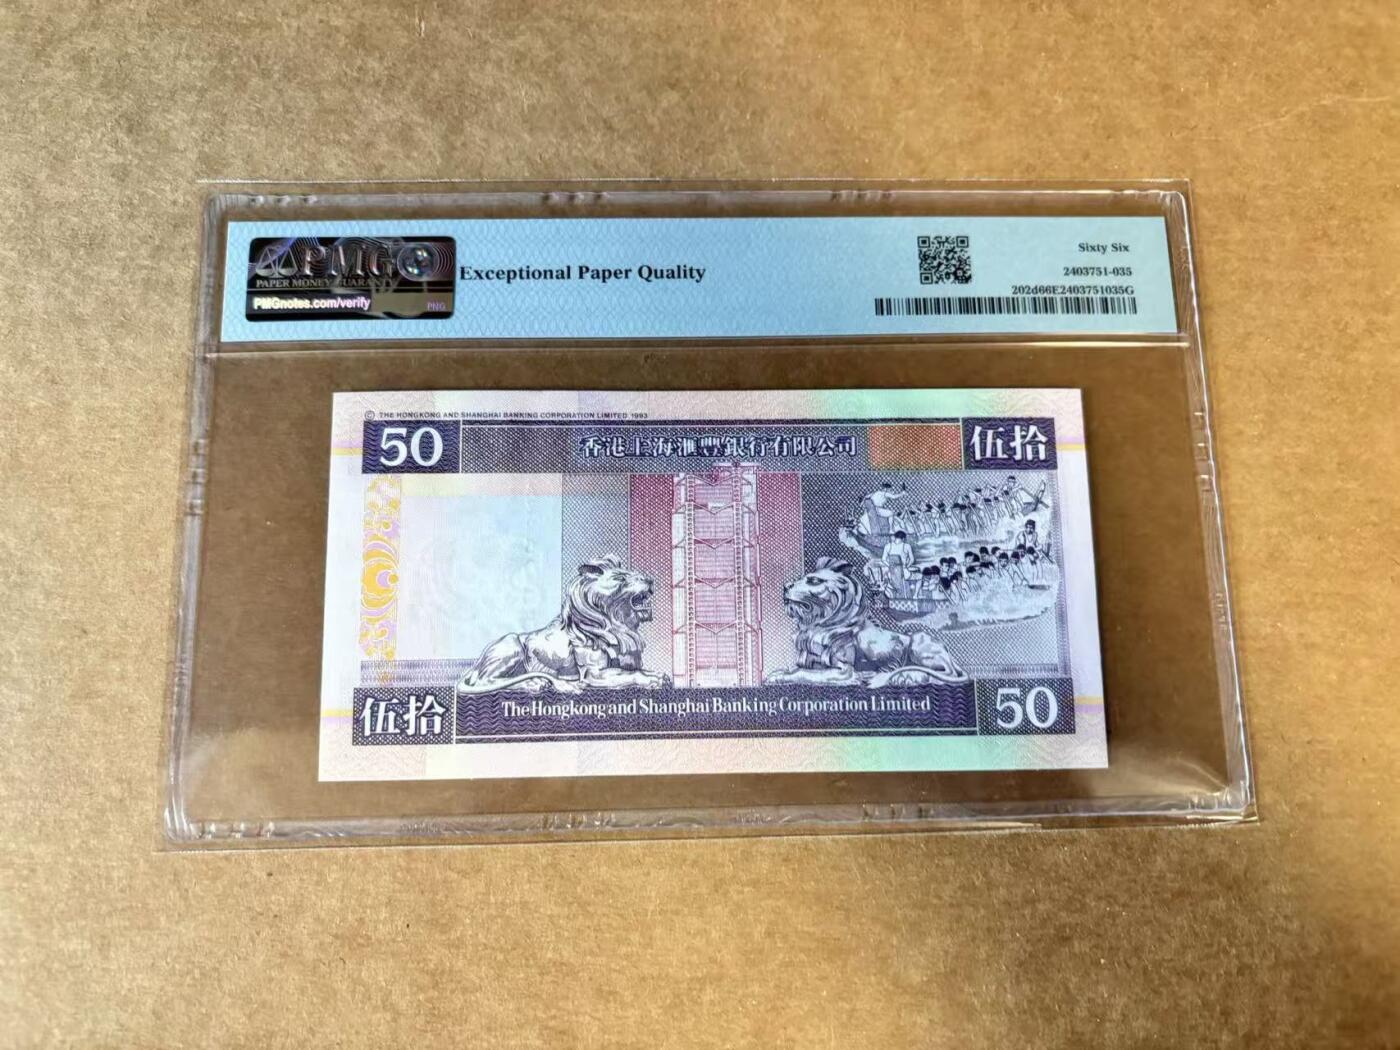 PMG
PAPER MONEY GUARANTY
PMGnotes.com/verify
PNG
Exceptional Paper Quality
Sixty Six
2403751-035
202d66E2403751035G
© THE HONGKONG AND SHANGHAI BANKING CORPORATION LIMITED 1993
50
香港上海滙豐銀行有限公司
伍拾
伍拾
The Hongkong and Shanghai Banking Corporation Limited
50